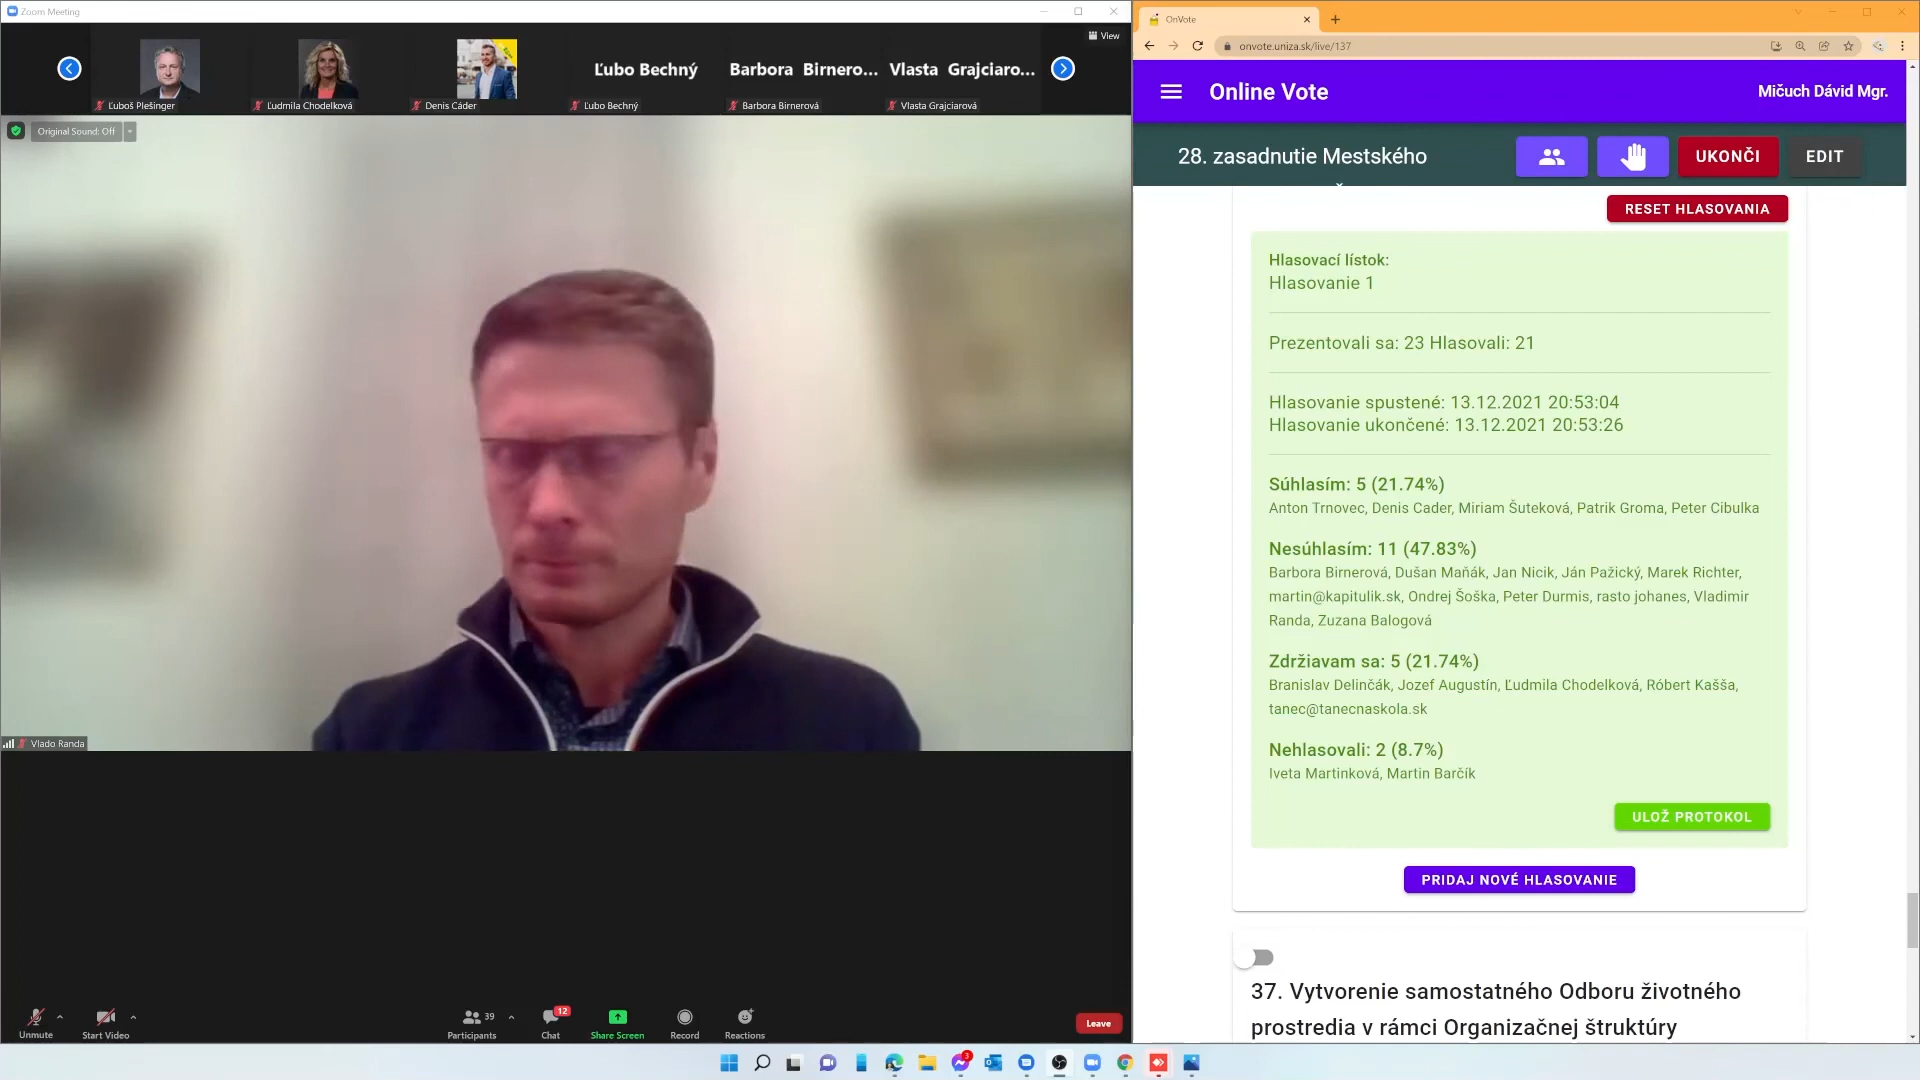 Zoom Meeting
View
Ľubo Bechný
Barbora Birnero...
Vlasta Grajciaro...
Ľuboš Plešinger
Ľudmila Chodelková
Denis Cáder
Ľubo Bechný
Barbora Birnerová
Vlasta Grajciarová
Original Sound: Off
Vlado Randa
Unmute
Start Video
39
Participants
12
Chat
Share Screen
Record
Reactions
Leave
OnVote
onvote.uniza.sk/live/137
Online Vote
Mičuch Dávid Mgr.
28. zasadnutie Mestského
UKONČI
EDIT
RESET HLASOVANIA
Hlasovací lístok:
Hlasovanie 1
Prezentovali sa: 23 Hlasovali: 21
Hlasovanie spustené: 13.12.2021 20:53:04
Hlasovanie ukončené: 13.12.2021 20:53:26
Súhlasím: 5 (21.74%)
Anton Trnovec, Denis Cader, Miriam Šuteková, Patrik Groma, Peter Cibulka
Nesúhlasím: 11 (47.83%)
Barbora Birnerová, Dušan Maňák, Jan Nicik, Ján Pažický, Marek Richter,
martin@kapitulik.sk, Ondrej Šoška, Peter Durmis, rasto johanes, Vladimir
Randa, Zuzana Balogová
Zdržiavam sa: 5 (21.74%)
Branislav Delinčák, Jozef Augustín, Ľudmila Chodelková, Róbert Kašša,
tanec@tanecnaskola.sk
Nehlasovali: 2 (8.7%)
Iveta Martinková, Martin Barčík
ULOŽ PROTOKOL
PRIDAJ NOVÉ HLASOVANIE
37. Vytvorenie samostatného Odboru životného
prostredia v rámci Organizačnej štruktúry
3